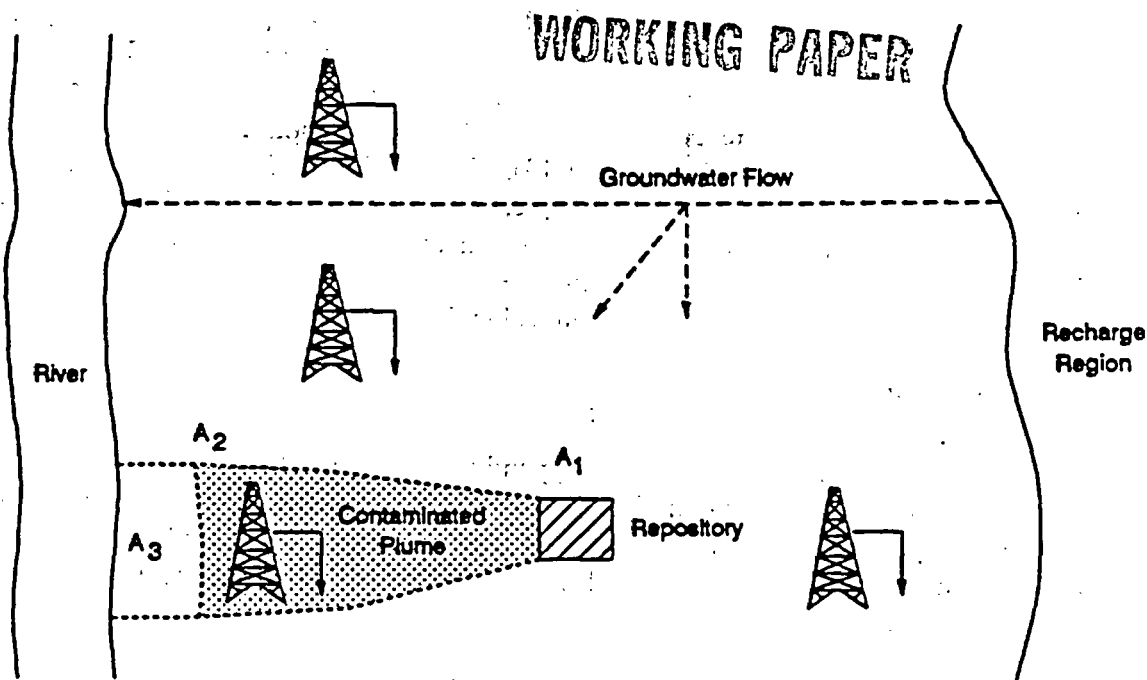 WORKING PAPER
Groundwater Flow
River
Recharge
Region
A2
A1
Contaminated
Plume
Repository
A3